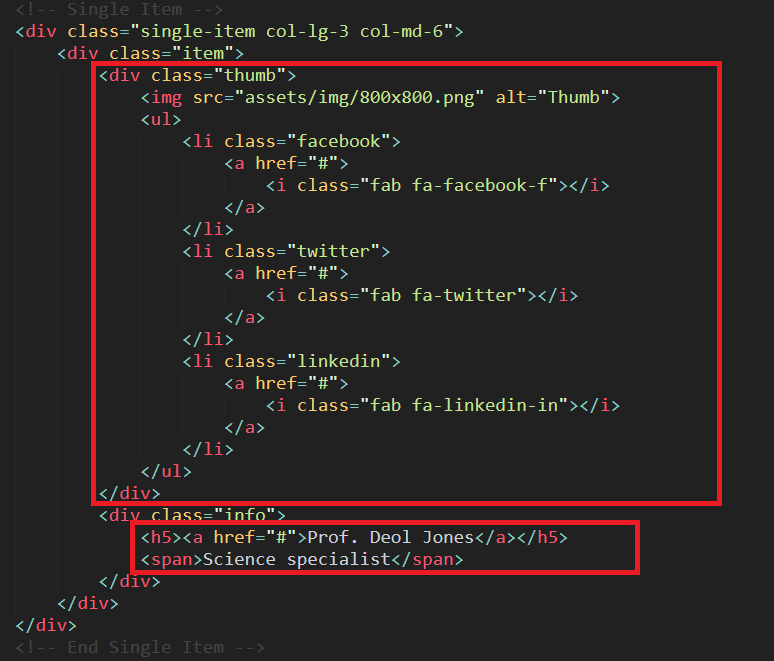 <!-- Single Item -->
<div class="single-item col-lg-3 col-md-6">
<div class="item">
<div class="thumb">
<img src="assets/img/800x800.png" alt="Thumb">
<ul>
<li class="facebook">
<a href="#">
<i class="fab fa-facebook-f"></i>
</a>
</li>
<li class="twitter">
<a href="#">
<i class="fab fa-twitter"></i>
</a>
</li>
<li class="linkedin">
<a href="#">
<i class="fab fa-linkedin-in"></i>
</a>
</li>
</ul>
</div>
<div class="info">
<h5><a href="#">Prof. Deol Jones</a></h5>
<span>Science specialist</span>
</div>
</div>
</div>
<!-- End Single Item -->